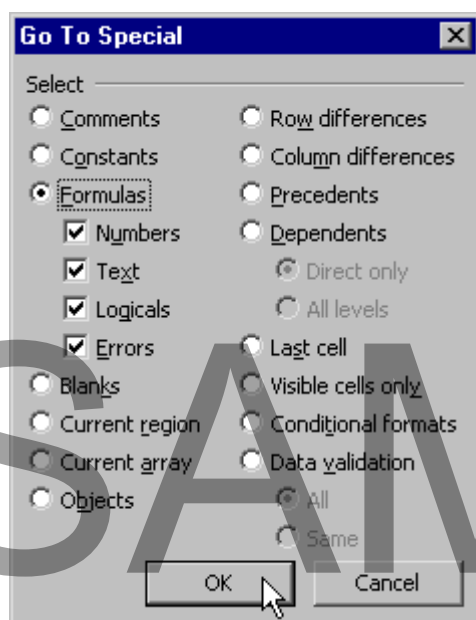 Go To Special
Select
Comments
Constants
Formulas
Numbers
Text
Logicals
Errors
Blanks
Current region
Current array
Objects
Row differences
Column differences
Precedents
Dependents
Direct only
All levels
Last cell
Visible cells only
Conditional formats
Data validation
All
Same
OK
Cancel
SAM